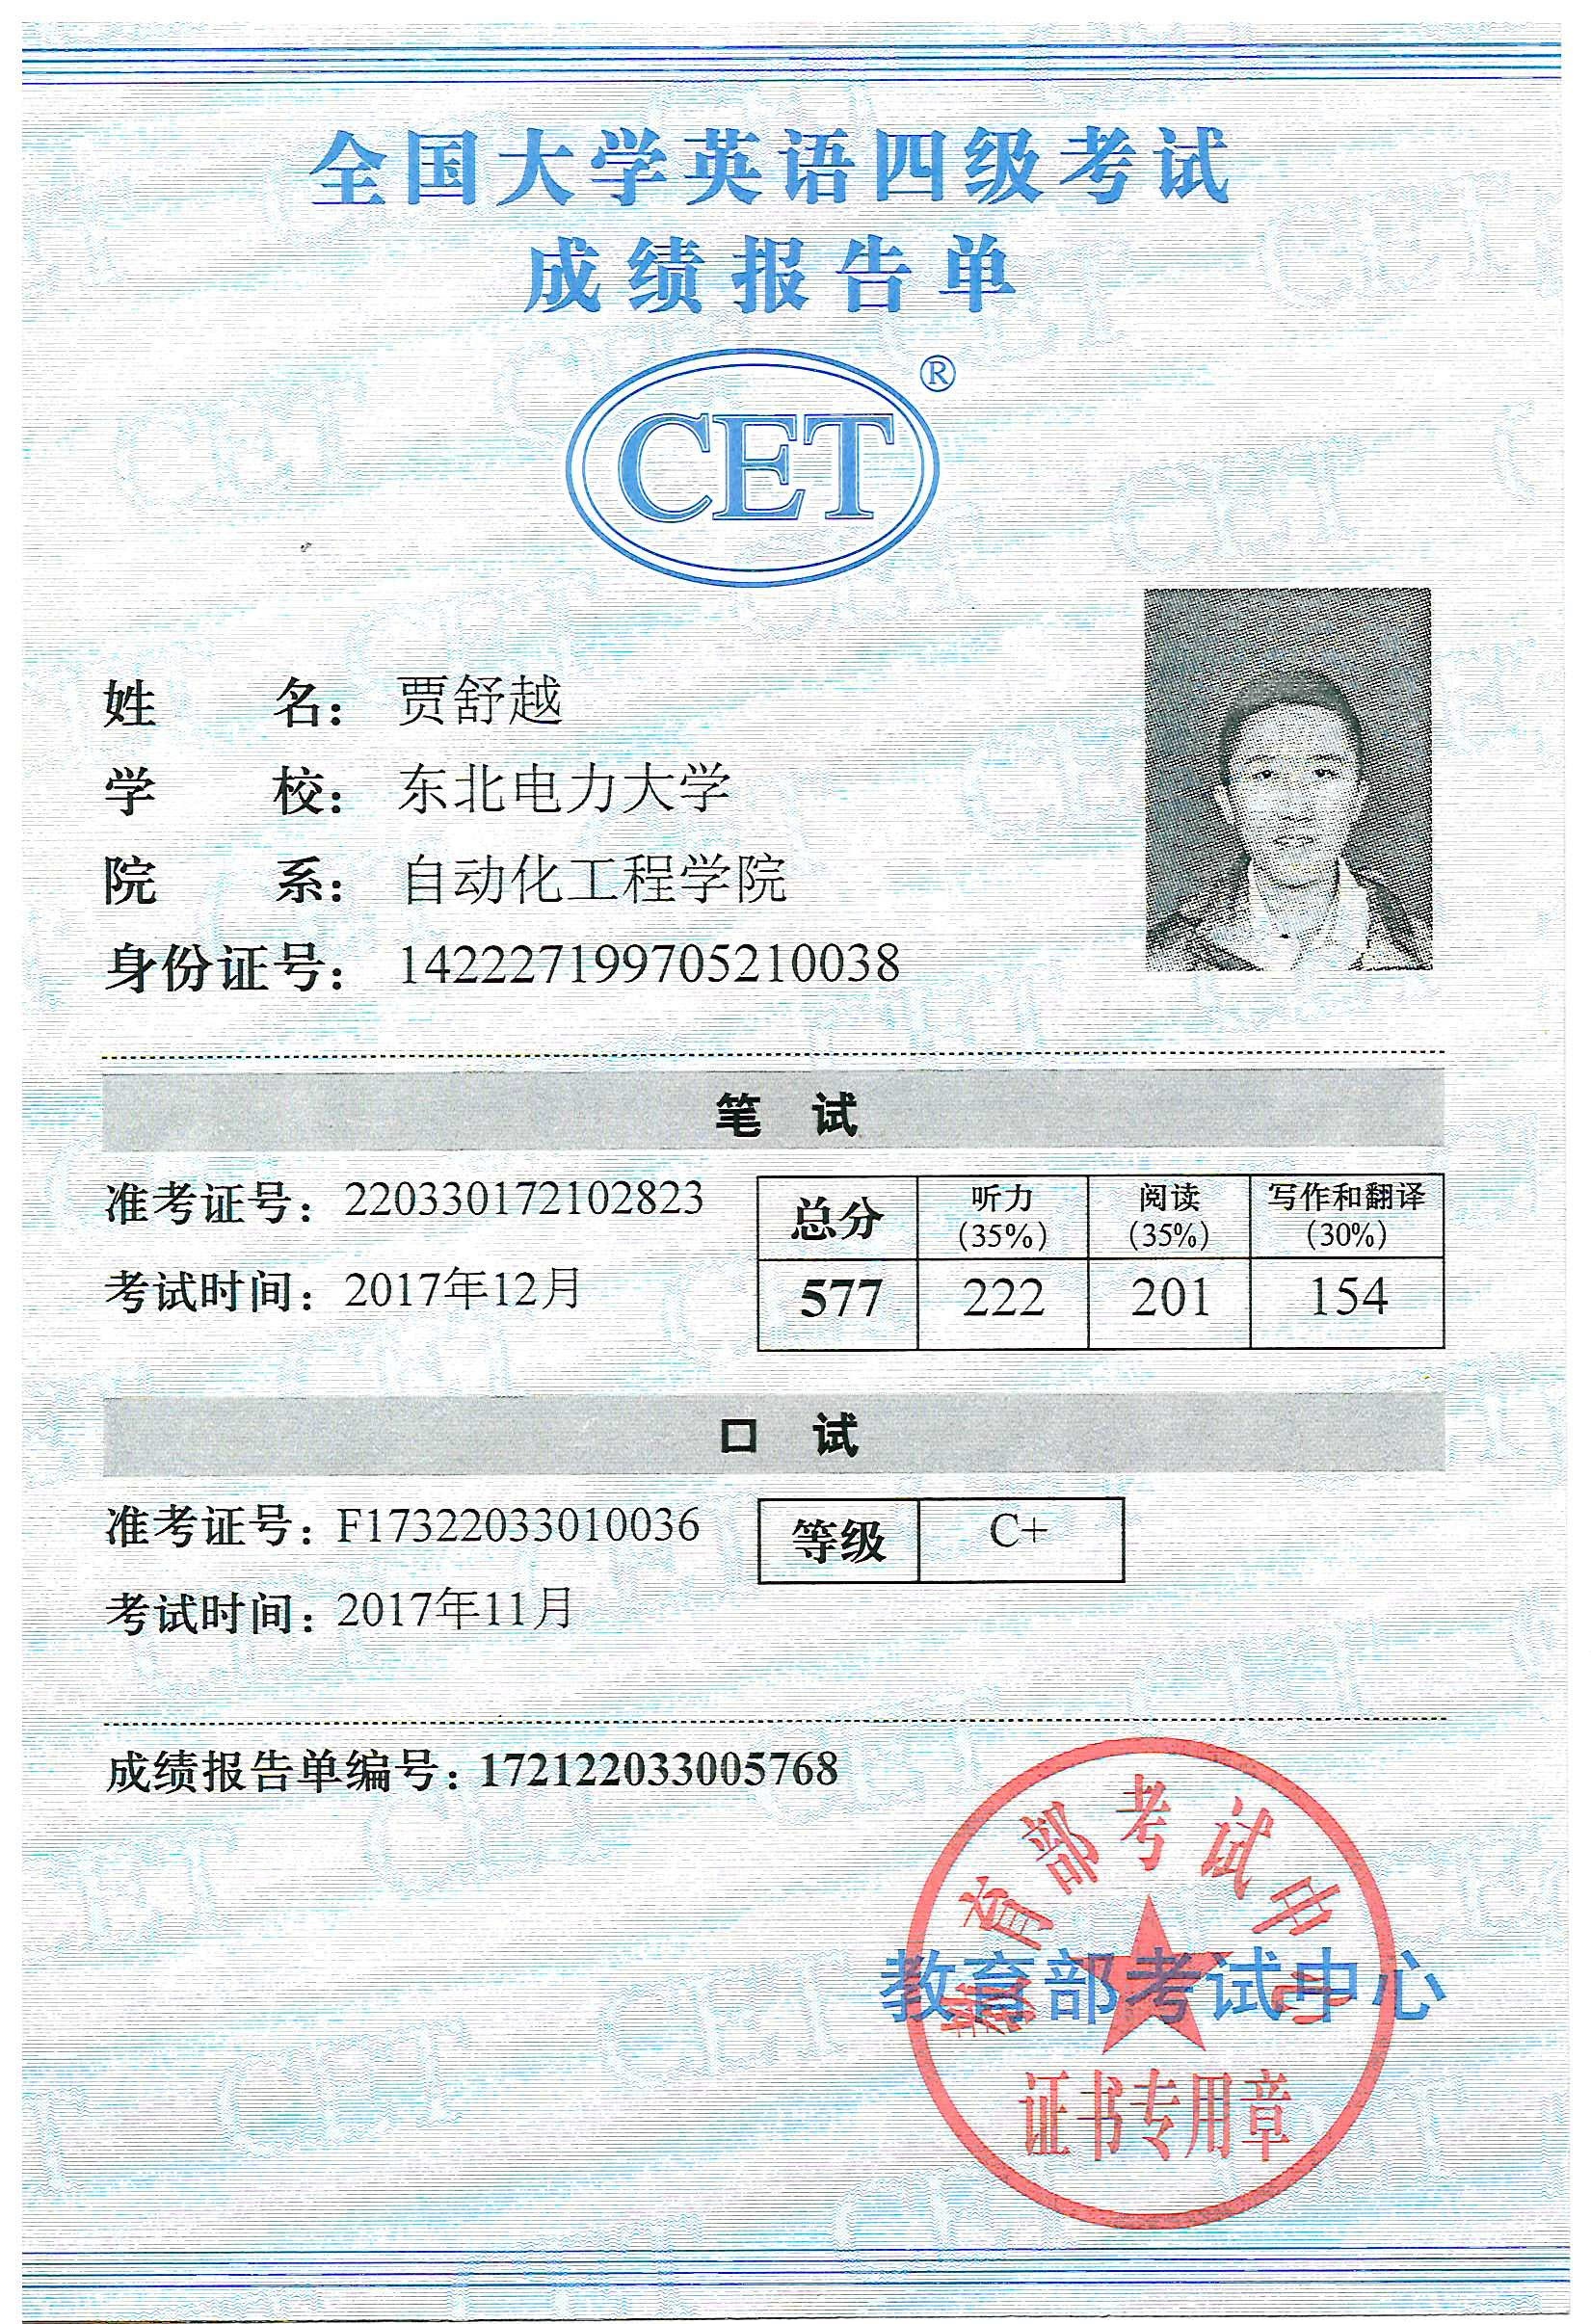 全国大学英语四级考试
成绩报告单
CET®
姓 名： 贾舒越
学 校： 东北电力大学
院 系： 自动化工程学院
身份证号： 142227199705210038
笔 试
准考证号： 220330172102823
考试时间： 2017年12月
总分 听力(35%) 阅读(35%) 写作和翻译(30%)
577 222 201 154
口 试
准考证号： F17322033010036
等级 C+
考试时间： 2017年11月
成绩报告单编号：172122033005768
教育部考试中心
教育部考试中心
证书专用章